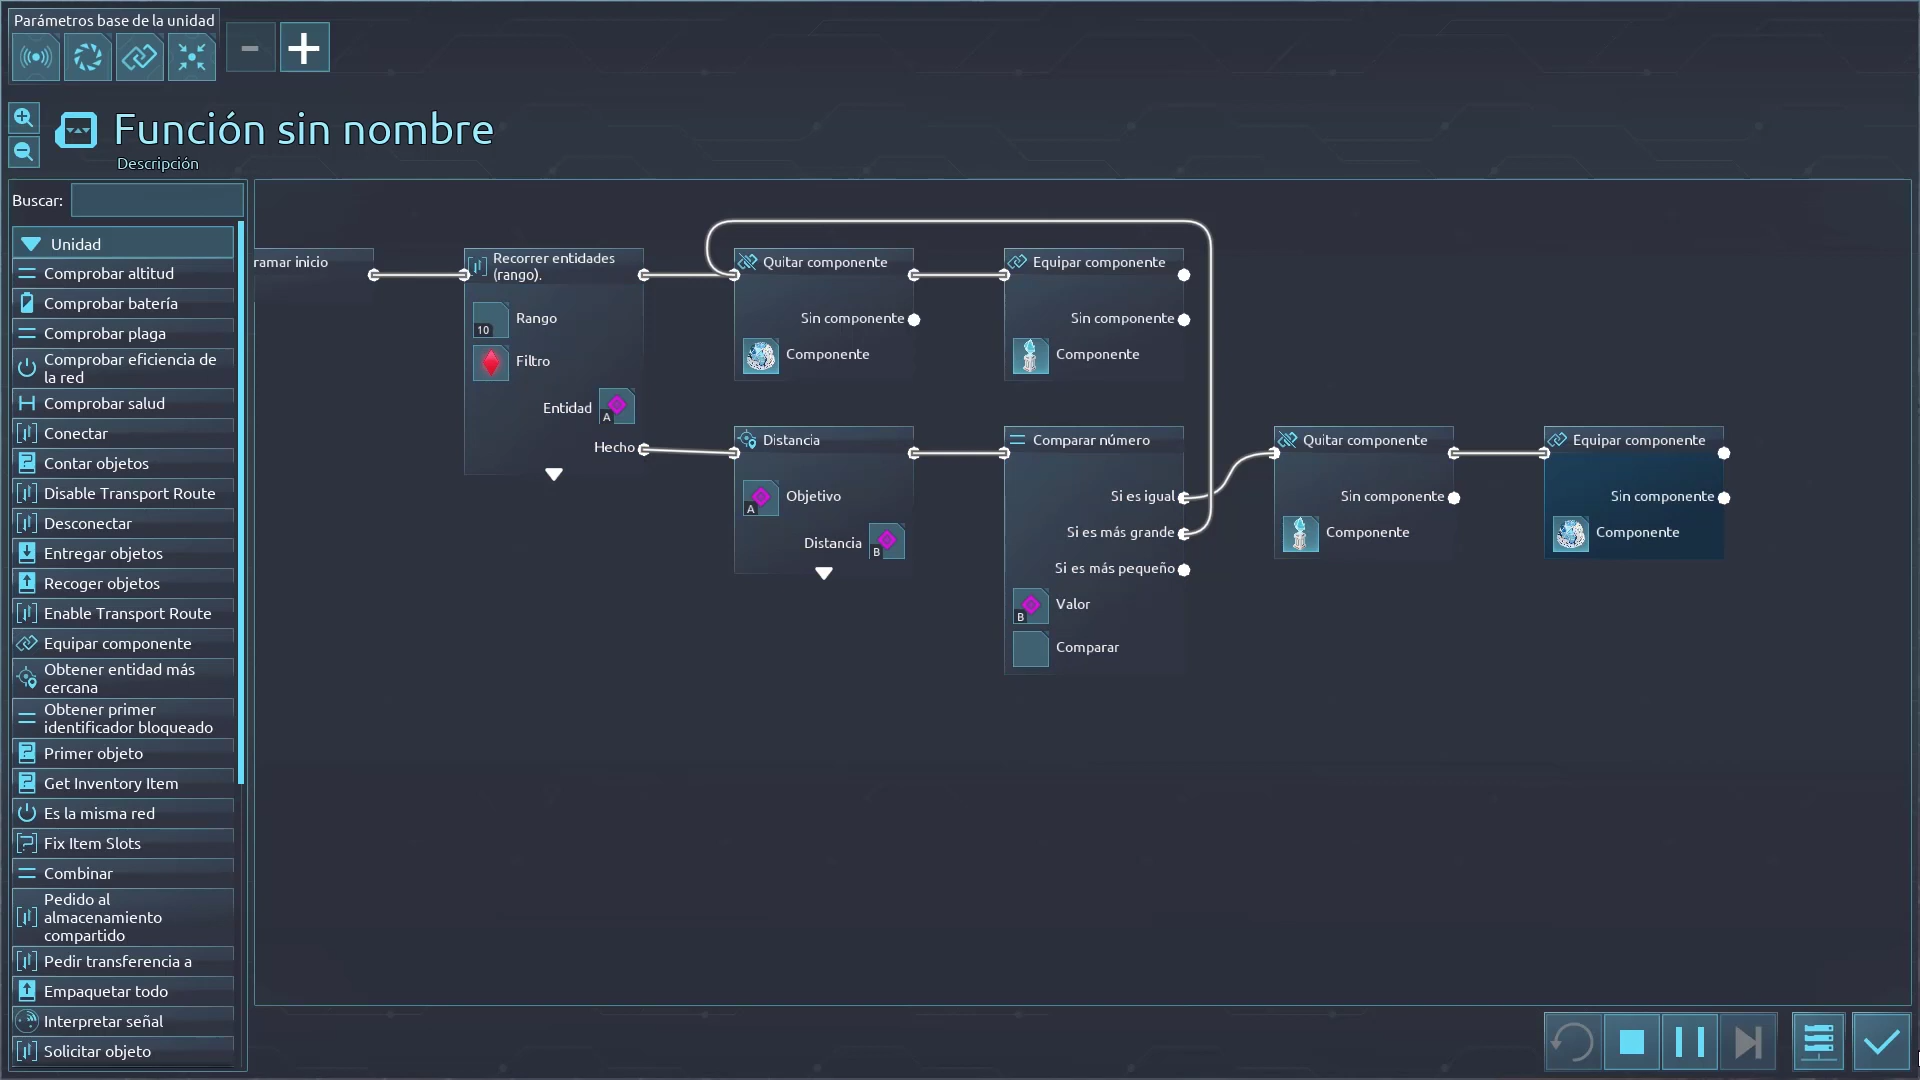 Parámetros base de la unidad
Función sin nombre
Descripción
Buscar:
Unidad
Comprobar altitud
Comprobar batería
Comprobar plaga
Comprobar eficiencia de
la red
Comprobar salud
Conectar
Contar objetos
Disable Transport Route
Desconectar
Entregar objetos
Recoger objetos
Enable Transport Route
Equipar componente
Obtener entidad más
cercana
Obtener primer
identificador bloqueado
Primer objeto
Get Inventory Item
Es la misma red
Fix Item Slots
Combinar
Pedido al
almacenamiento
compartido
Pedir transferencia a
Empaquetar todo
Interpretar señal
Solicitar objeto
ramar inicio
Recorrer entidades
(rango).
10
Rango
Filtro
Entidad
A
Hecho
Quitar componente
Sin componente
Componente
Equipar componente
Sin componente
Componente
Distancia
A
Objetivo
Distancia
B
Comparar número
Si es igual
Si es más grande
Si es más pequeño
B
Valor
Comparar
Quitar componente
Sin componente
Componente
Equipar componente
Sin componente
Componente